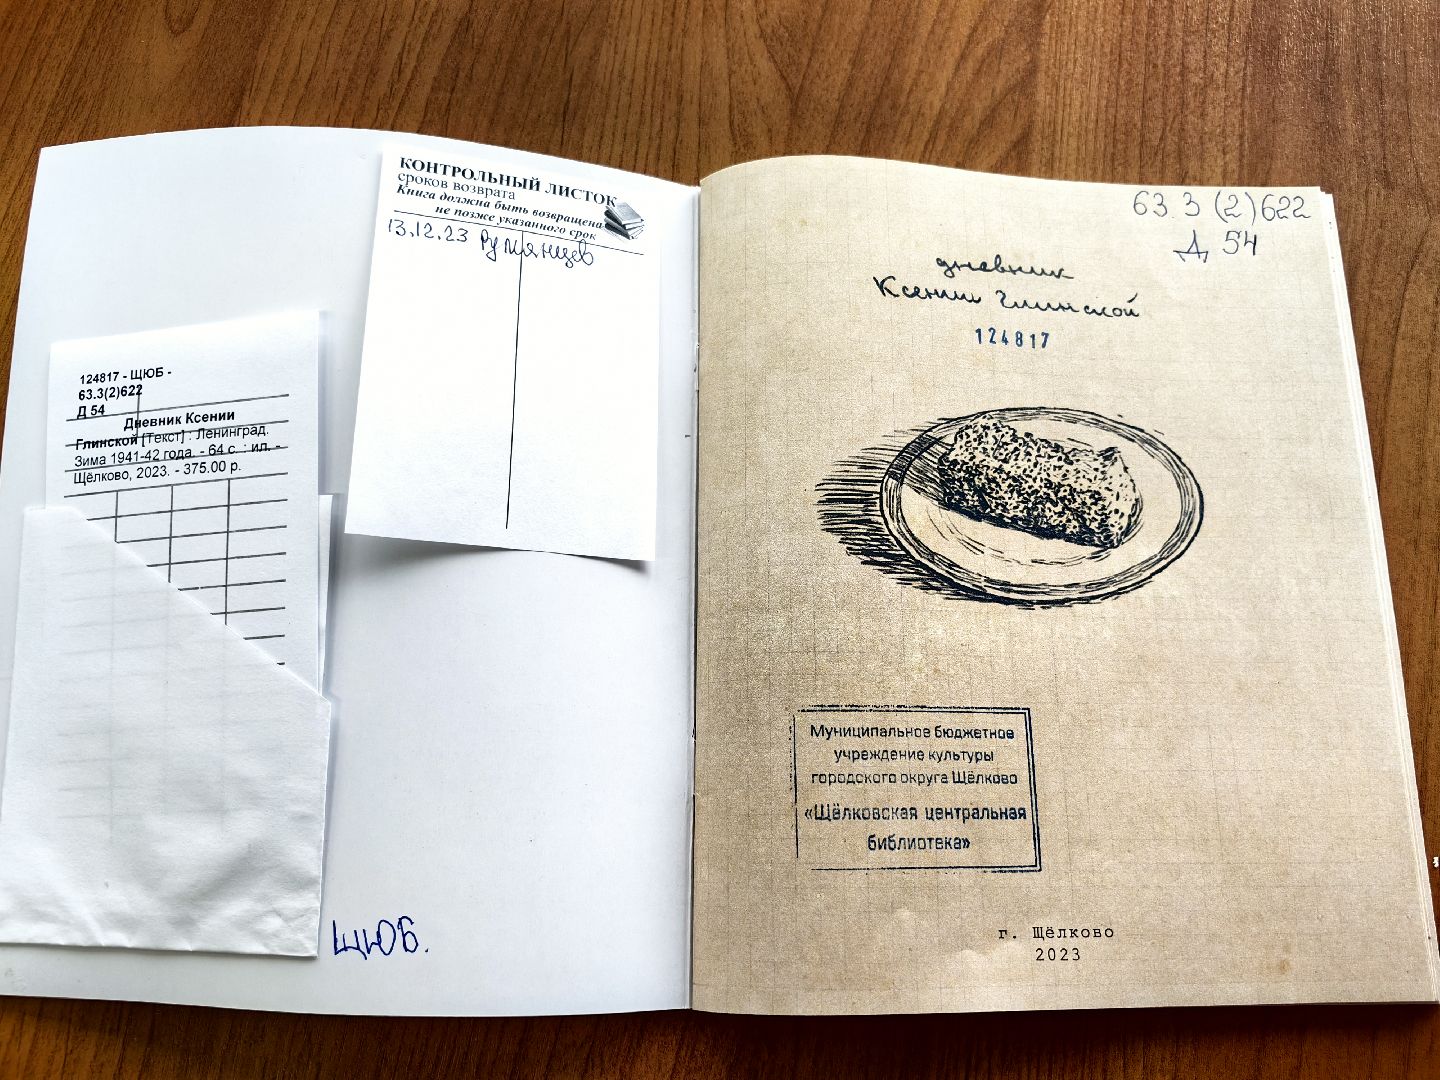 КОНТРОЛЬНЫЙ ЛИСТОК
сроков возврата
Книга должна быть возвращена
не позже указанного срок
13.12.23 Румянцев
124817 - ЩЮБ -
63.3(2)622
Д 54
Дневник Ксении
Глинской [Текст] : Ленинград.
Зима 1941-42 года. - 64 с. : ил. -
Щёлково, 2023. - 375.00 р.
ЩЮБ.
63 3 (2) 622
Д 54
дневник
Ксении Глинской
124817
Муниципальное бюджетное
учреждение культуры
городского округа Щёлково
«Щёлковская центральная
библиотека»
г. Щёлково
2023